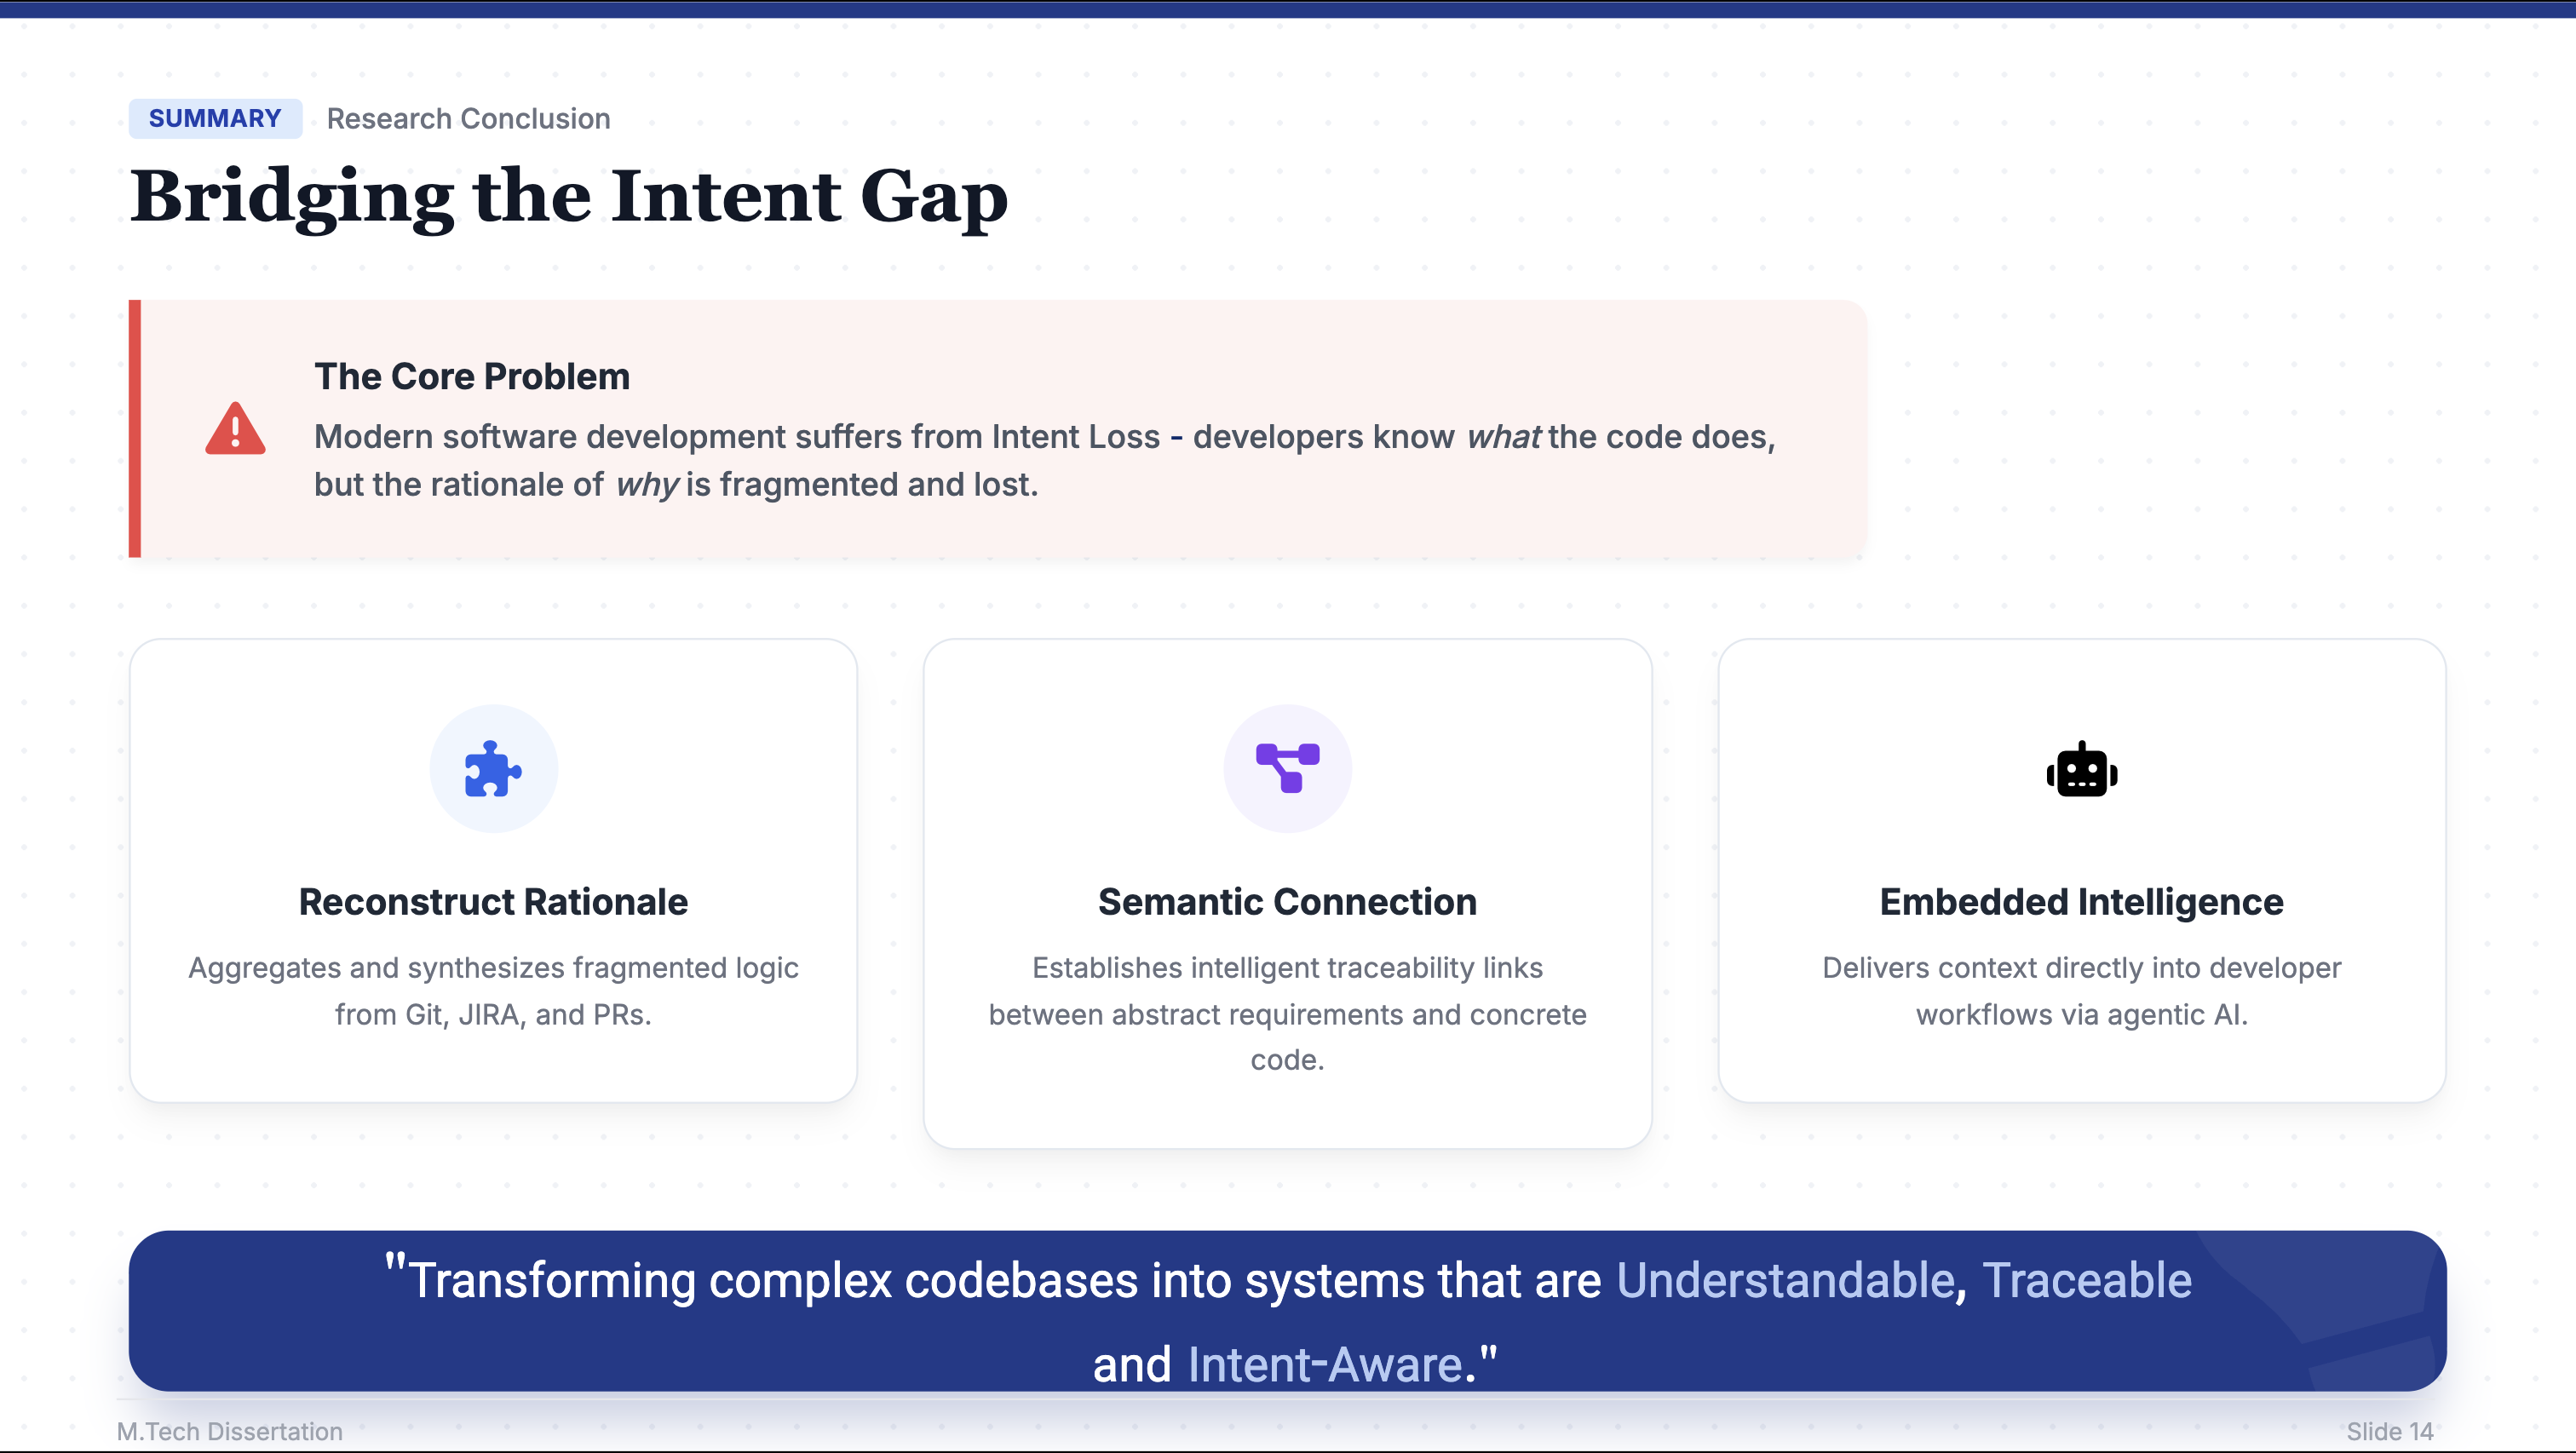 SUMMARY Research Conclusion
Bridging the Intent Gap
The Core Problem
Modern software development suffers from Intent Loss - developers know what the code does,
but the rationale of why is fragmented and lost.
Reconstruct Rationale
Aggregates and synthesizes fragmented logic
from Git, JIRA, and PRs.
Semantic Connection
Establishes intelligent traceability links
between abstract requirements and concrete
code.
Embedded Intelligence
Delivers context directly into developer
workflows via agentic AI.
"Transforming complex codebases into systems that are Understandable, Traceable
and Intent-Aware."
M.Tech Dissertation
Slide 14